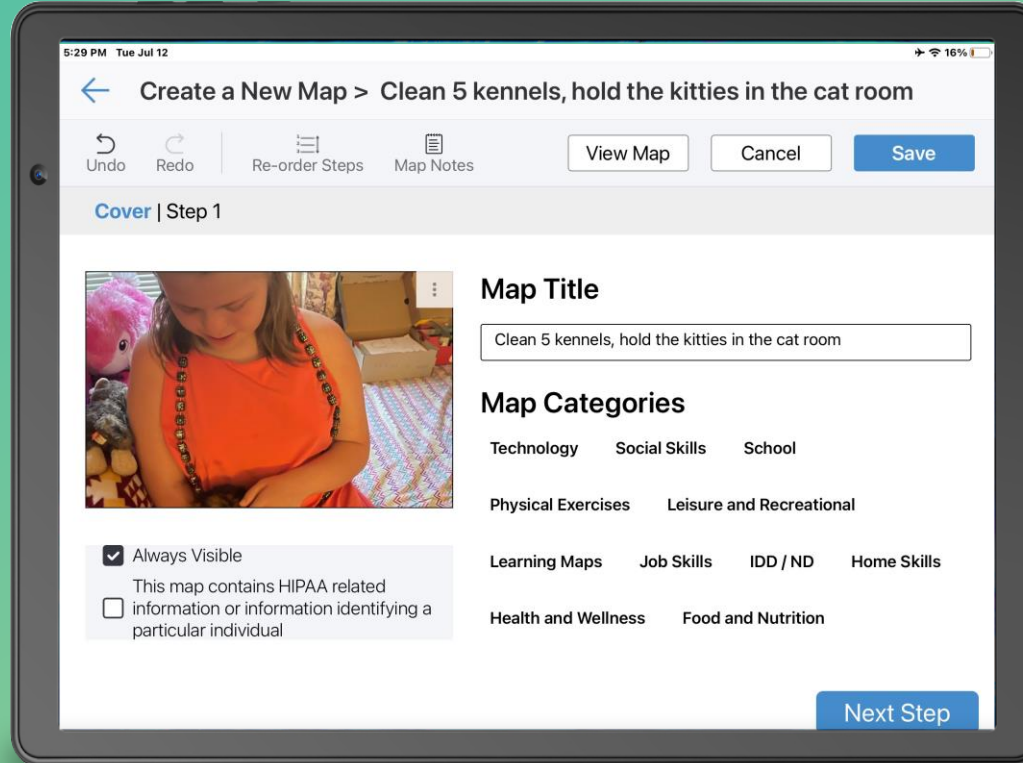 5:29 PM Tue Jul 12
16%
Create a New Map > Clean 5 kennels, hold the kitties in the cat room
Undo Redo Re-order Steps Map Notes View Map Cancel Save
Cover | Step 1
Map Title
Clean 5 kennels, hold the kitties in the cat room
Map Categories
Technology Social Skills School
Physical Exercises Leisure and Recreational
Learning Maps Job Skills IDD / ND Home Skills
Health and Wellness Food and Nutrition
Always Visible
This map contains HIPAA related
information or information identifying a
particular individual
Next Step